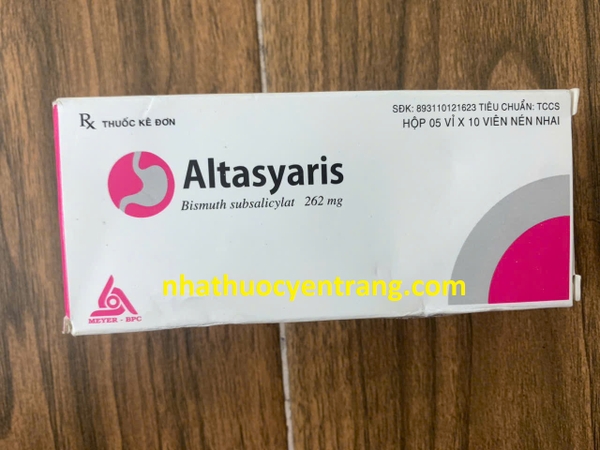 Rx THUỐC KÊ ĐƠN
SĐK: 893110121623 TIÊU CHUẨN: TCCS
HỘP 05 VỈ X 10 VIÊN NÉN NHAI
Altasyaris
Bismuth subsalicylat 262 mg
nhathuocyentrang.com
MEYER - BPC